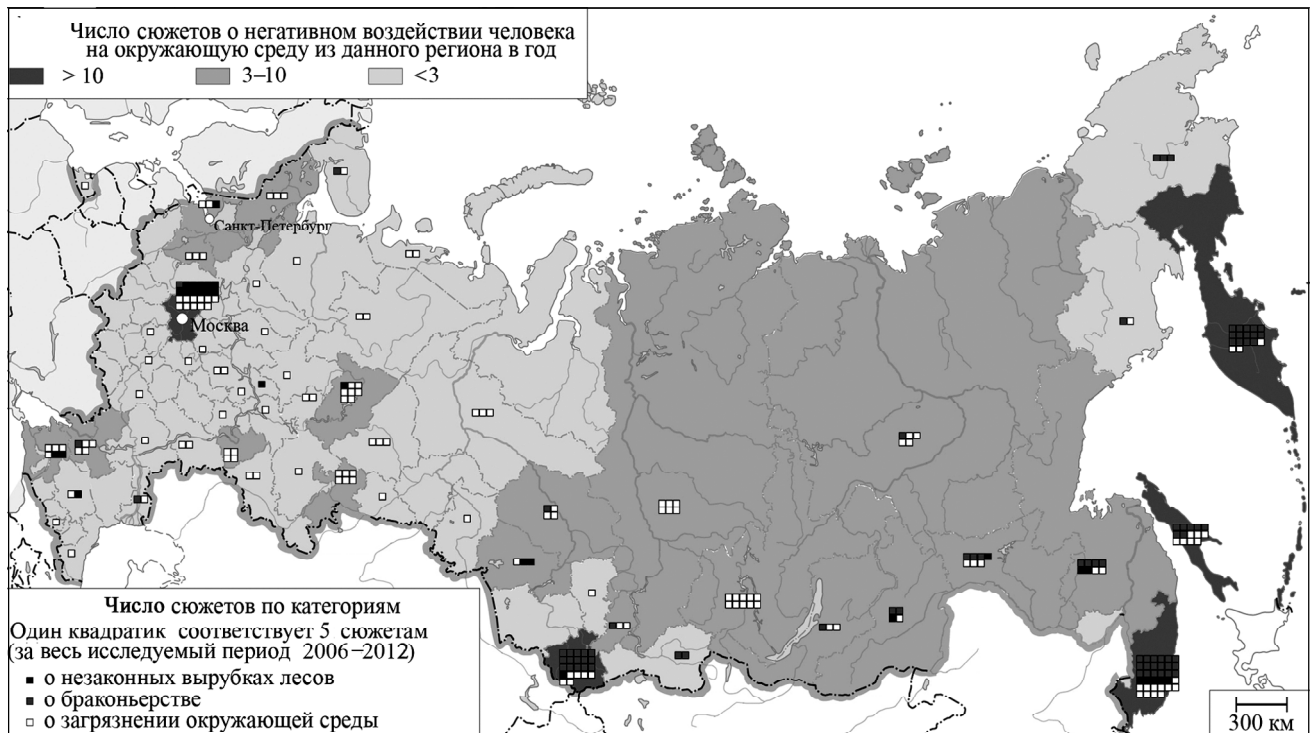 Число сюжетов о негативном воздействии человека
на окружающую среду из данного региона в год
> 10
3–10
<3
Санкт-Петербург
Москва
Число сюжетов по категориям
Один квадратик соответствует 5 сюжетам
(за весь исследуемый период 2006–2012)
о незаконных вырубках лесов
о браконьерстве
о загрязнении окружающей среды
300 км